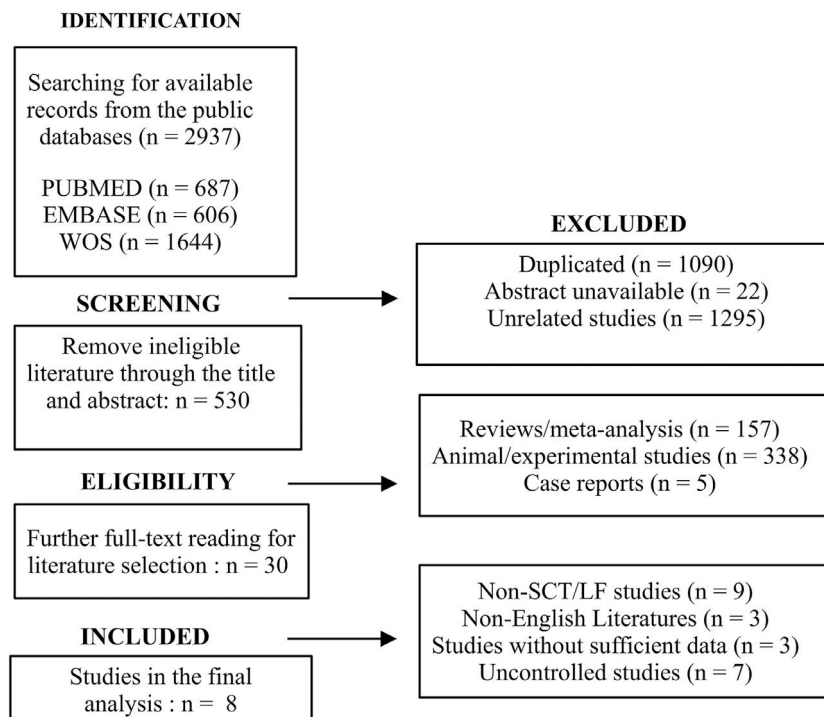 IDENTIFICATION
Searching for available
records from the public
databases (n = 2937)
PUBMED (n = 687)
EMBASE (n = 606)
WOS (n = 1644)
EXCLUDED
Duplicated (n = 1090)
Abstract unavailable (n = 22)
Unrelated studies (n = 1295)
SCREENING
Remove ineligible
literature through the title
and abstract: n = 530
Reviews/meta-analysis (n = 157)
Animal/experimental studies (n = 338)
Case reports (n = 5)
ELIGIBILITY
Further full-text reading for
literature selection : n = 30
Non-SCT/LF studies (n = 9)
Non-English Literatures (n = 3)
Studies without sufficient data (n = 3)
Uncontrolled studies (n = 7)
INCLUDED
Studies in the final
analysis : n = 8